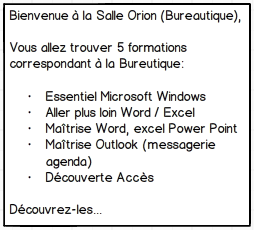 Bienvenue à la Salle Orion (Bureautique),
Vous allez trouver 5 formations
correspondant à la Bureutique:
· Essentiel Microsoft Windows
· Aller plus loin Word / Excel
· Maîtrise Word, excel Power Point
· Maîtrise Outlook (messagerie
agenda)
· Découverte Accès
Découvrez-les...